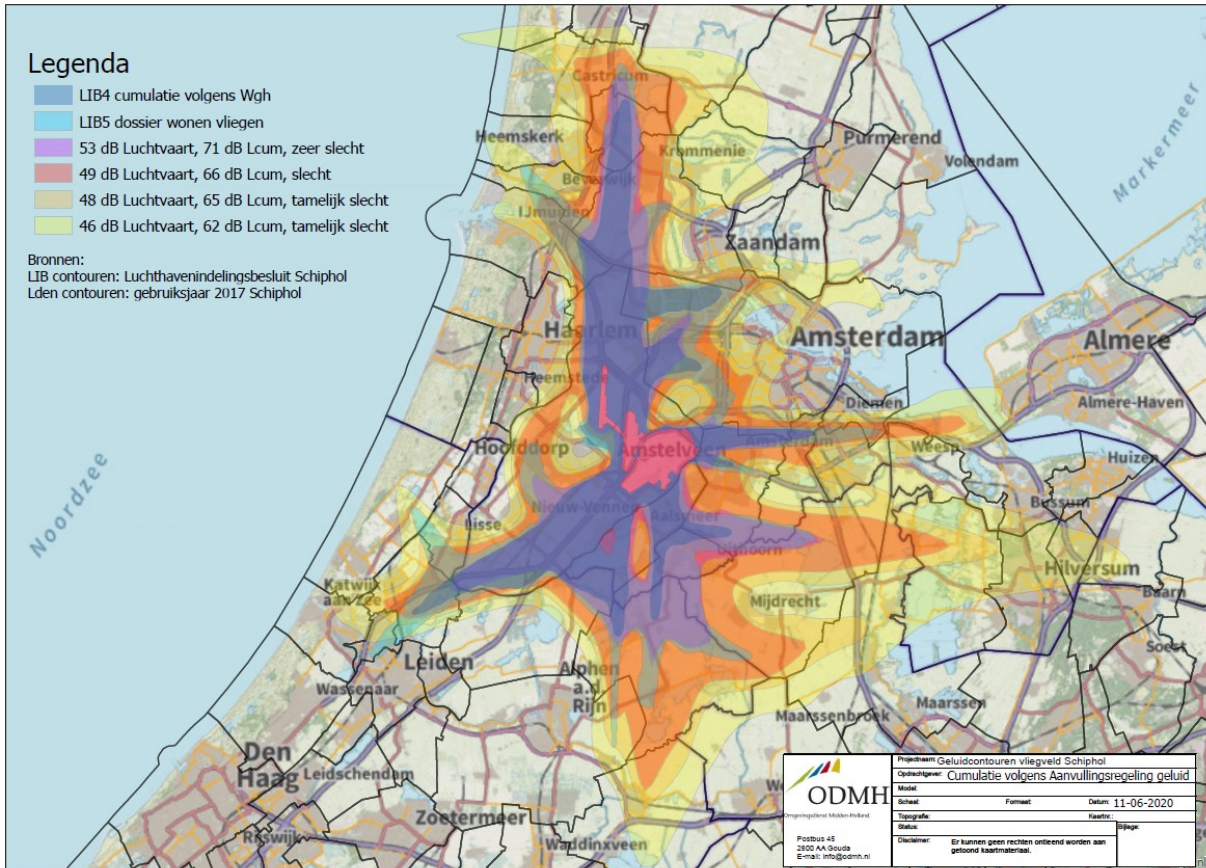 Legenda
LIB4 cumulatie volgens Wgh
LIB5 dossier wonen vliegen
53 dB Luchtvaart, 71 dB Lcum, zeer slecht
49 dB Luchtvaart, 66 dB Lcum, slecht
48 dB Luchtvaart, 65 dB Lcum, tamelijk slecht
46 dB Luchtvaart, 62 dB Lcum, tamelijk slecht
Bronnen:
LIB contouren: Luchthavenindelingsbesluit Schiphol
Lden contouren: gebruiksjaar 2017 Schiphol
Castricum
Heemskerk
Krommenie
Purmerend
Volendam
Markermeer
Beverwijk
IJmuiden
Zaandam
Haarlem
Amsterdam
Almere
Heemstede
Diemen
Almere-Haven
Hoofddorp
Amstelveen
Amsterdam
Weesp
Huizen
Noordzee
Nieuw-Vennep
Aalsmeer
Bussum
Lisse
Uithoorn
Hilversum
Katwijk
aan Zee
Mijdrecht
Baarn
Leiden
Soest
Wassenaar
Alphen
a.d.
Rijn
Maarssen
Maarssenbroek
Den
Haag
Leidschendam
Zoetermeer
Rijswijk
Waddinxveen
ODMH
Omgevingsdienst Midden-Holland
Postbus 45
2800 AA Gouda
E-mail: info@odmh.nl
Projectnaam: Geluidcontouren vliegveld Schiphol
Opdrachtgever: Cumulatie volgens Aanvullingsregeling geluid
Model:
Schaal: Formaat: Datum: 11-06-2020
Topografie: Kaartnr.:
Status: Bijlage:
Disclaimer: Er kunnen geen rechten ontleend worden aan
getoond kaartmateriaal.